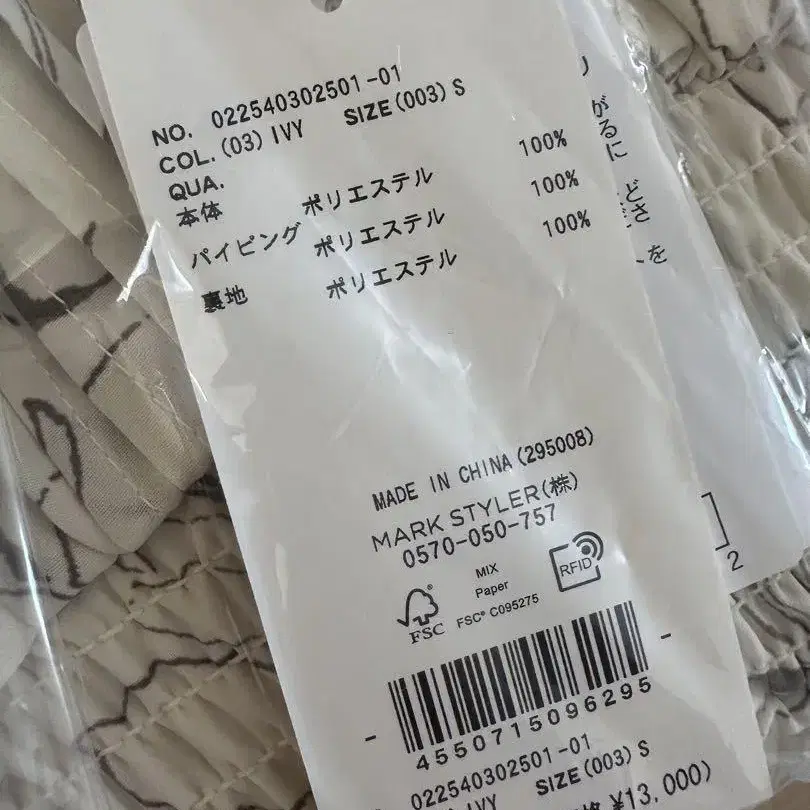 NO. 022540302501-01
COL. (03) IVY SIZE(003) S
QUA.
本体 ポリエステル 100%
パイピング ポリエステル 100%
裏地 ポリエステル 100%
MADE IN CHINA(295008)
MARK STYLER(株)
0570-050-757
MIX
Paper
FSC
FSC® C095275
RFID
4550715096295
022540302501-01
IVY SIZE(003) S
¥13,000)
がるに
どさ
を
2